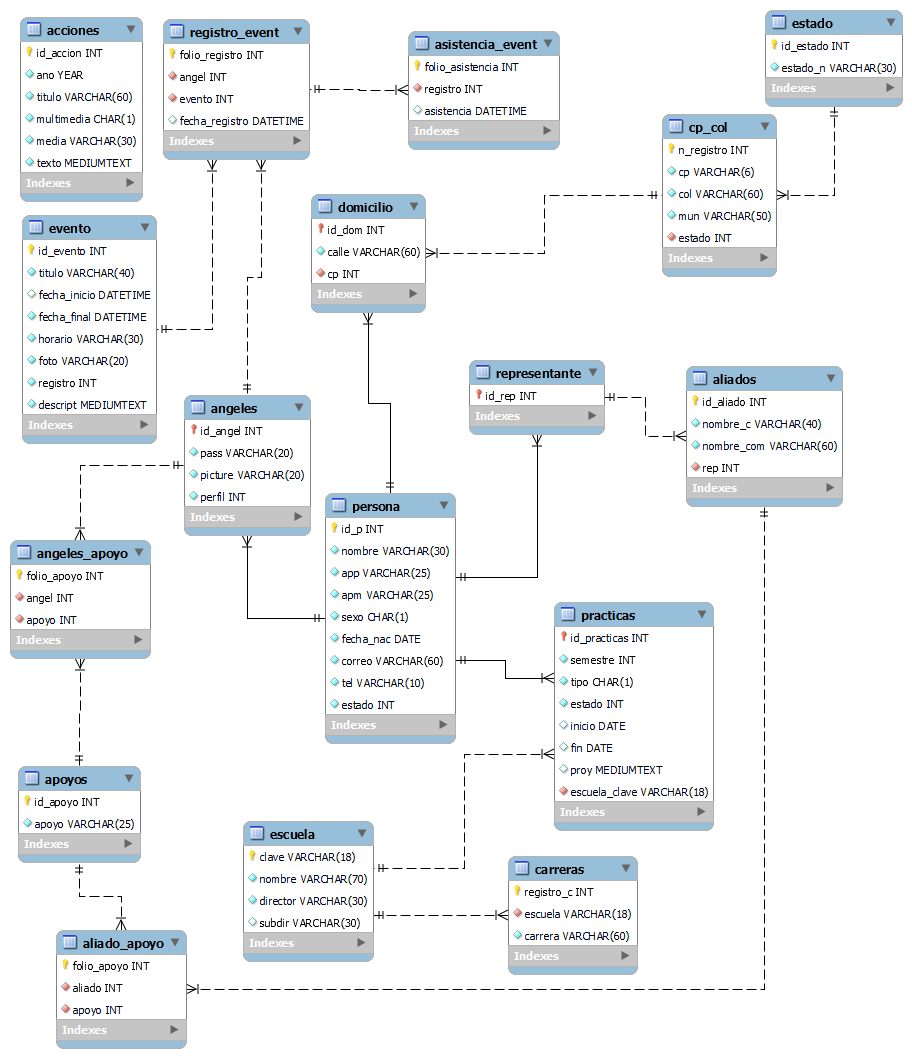 acciones
id_accion INT
ano YEAR
titulo VARCHAR(60)
multimedia CHAR(1)
media VARCHAR(30)
texto MEDIUMTEXT
Indexes
registro_event
folio_registro INT
angel INT
evento INT
fecha_registro DATETIME
Indexes
asistencia_event
folio_asistencia INT
registro INT
asistencia DATETIME
Indexes
estado
id_estado INT
estado_n VARCHAR(30)
Indexes
cp_col
n_registro INT
cp VARCHAR(6)
col VARCHAR(60)
mun VARCHAR(50)
estado INT
Indexes
domicilio
id_dom INT
calle VARCHAR(60)
cp INT
Indexes
evento
id_evento INT
titulo VARCHAR(40)
fecha_inicio DATETIME
fecha_final DATETIME
horario VARCHAR(30)
foto VARCHAR(20)
registro INT
descript MEDIUMTEXT
Indexes
representante
id_rep INT
Indexes
aliados
id_aliado INT
nombre_c VARCHAR(40)
nombre_com VARCHAR(60)
rep INT
Indexes
angeles
id_angel INT
pass VARCHAR(20)
picture VARCHAR(20)
perfil INT
Indexes
persona
id_p INT
nombre VARCHAR(30)
app VARCHAR(25)
apm VARCHAR(25)
sexo CHAR(1)
fecha_nac DATE
correo VARCHAR(60)
tel VARCHAR(10)
estado INT
Indexes
angeles_apoyo
folio_apoyo INT
angel INT
apoyo INT
Indexes
practicas
id_practicas INT
semestre INT
tipo CHAR(1)
estado INT
inicio DATE
fin DATE
proy MEDIUMTEXT
escuela_clave VARCHAR(18)
Indexes
apoyos
id_apoyo INT
apoyo VARCHAR(25)
Indexes
escuela
clave VARCHAR(18)
nombre VARCHAR(70)
director VARCHAR(30)
subdir VARCHAR(30)
Indexes
carreras
registro_c INT
escuela VARCHAR(18)
carrera VARCHAR(60)
Indexes
aliado_apoyo
folio_apoyo INT
aliado INT
apoyo INT
Indexes